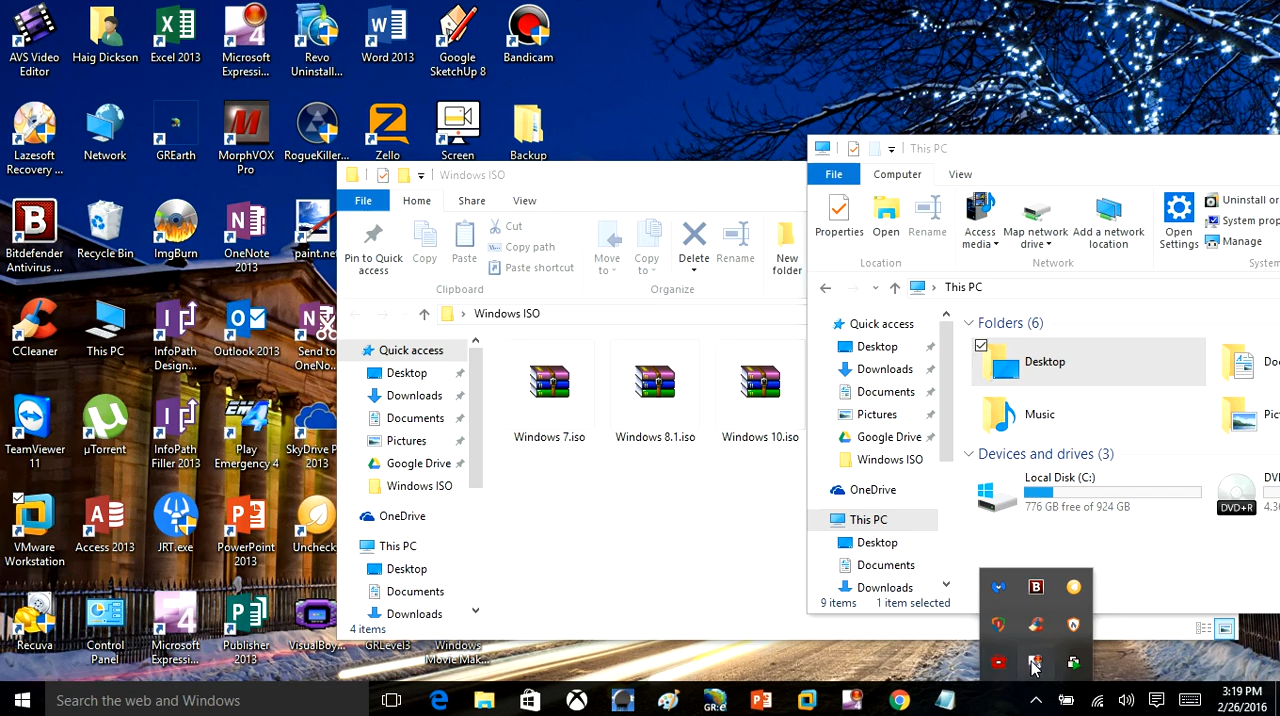 AVS Video
Editor
Haig Dickson
Excel 2013
Microsoft
Expressi...
Revo
Uninstall...
Word 2013
Google
SketchUp 8
Bandicam
Lazesoft
Recovery ...
Network
GREarth
MorphVOX
Pro
RogueKiller...
Zello
Screen
Backup
Bitdefender
Antivirus ...
Recycle Bin
ImgBurn
OneNote
2013
paint.net
CCleaner
This PC
InfoPath
Design...
Outlook 2013
Send to
OneNo...
TeamViewer
11
µTorrent
InfoPath
Filler 2013
Play
Emergency 4
SkyDrive P
2013
VMware
Workstation
Access 2013
JRT.exe
PowerPoint
2013
Uncheck
Recuva
Control
Panel
Microsoft
Expressi...
Publisher
2013
VisualBoy
GRLevel3
Windows
Movie Mak...
Windows ISO
File
Home
Share
View
Pin to Quick
access
Copy
Paste
Cut
Copy path
Paste shortcut
Clipboard
Move
to
Copy
to
Delete
Rename
Organize
New
folder
Windows ISO
Quick access
Desktop
Downloads
Documents
Pictures
Google Drive
Windows ISO
OneDrive
This PC
Desktop
Documents
Downloads
Windows 7.iso
Windows 8.1.iso
Windows 10.iso
4 items
This PC
File
Computer
View
Properties
Open
Rename
Location
Access
media
Map network
drive
Add a network
location
Network
Open
Settings
Uninstall or
System prop
Manage
System
This PC
Quick access
Desktop
Downloads
Documents
Pictures
Google Drive
Windows ISO
OneDrive
This PC
Desktop
Documents
Downloads
Folders (6)
Desktop
Doc
Music
Pic
Devices and drives (3)
Local Disk (C:)
776 GB free of 924 GB
DVD+R
DVD
4.36
9 items
1 item selected
Search the web and Windows
GR:e
3:19 PM
2/26/2016